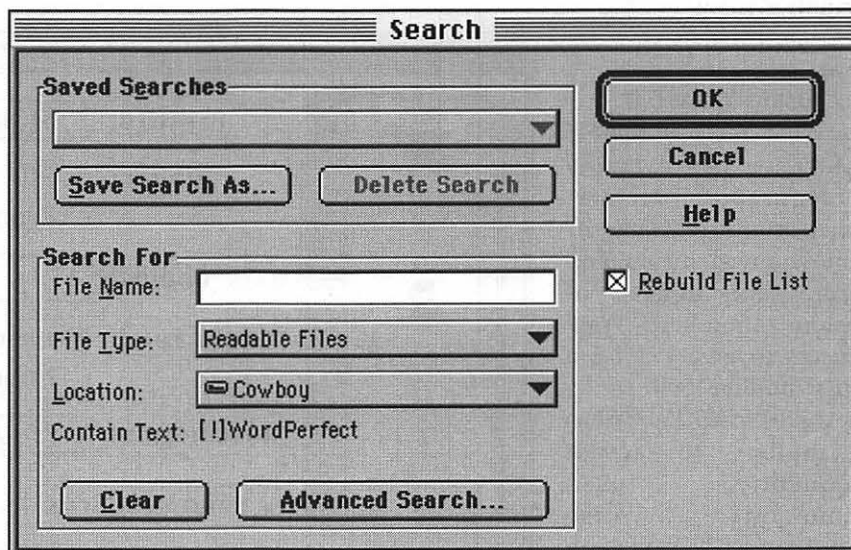 Search
Saved Searches
Save Search As...
Delete Search
OK
Cancel
Help
Rebuild File List
Search For
File Name:
File Type: Readable Files
Location: Cowboy
Contain Text: [!]WordPerfect
Clear
Advanced Search...